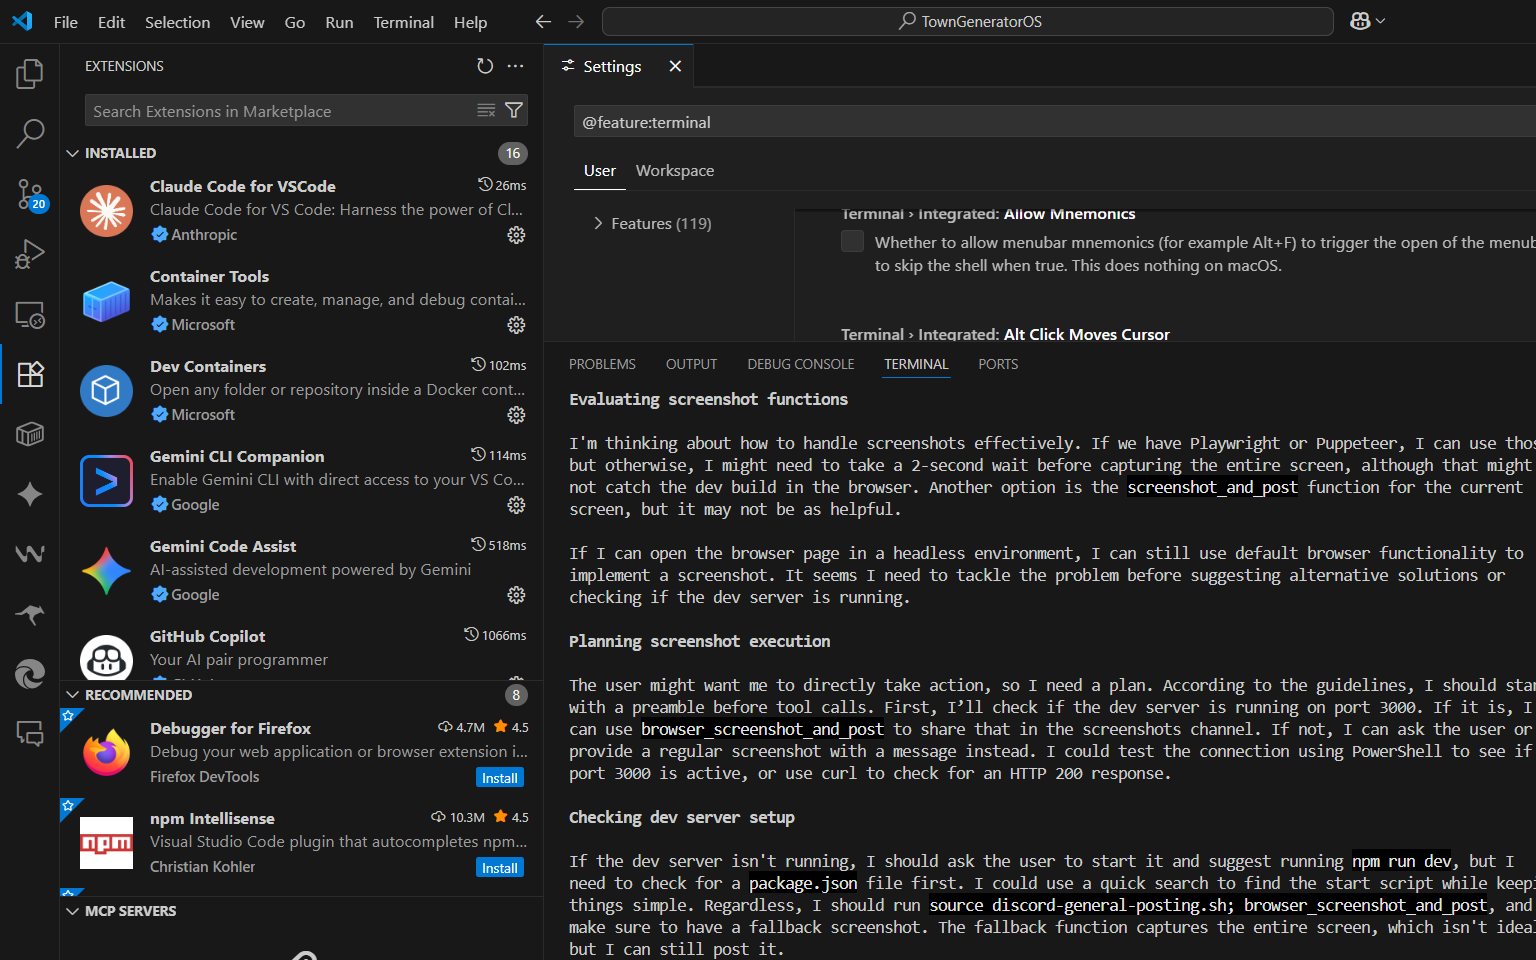 File Edit Selection View Go Run Terminal Help
TownGeneratorOS
EXTENSIONS
Search Extensions in Marketplace
INSTALLED 16
Claude Code for VSCode 26ms
Claude Code for VS Code: Harness the power of Cl...
Anthropic
Container Tools
Makes it easy to create, manage, and debug contai...
Microsoft
Dev Containers 102ms
Open any folder or repository inside a Docker cont...
Microsoft
Gemini CLI Companion 114ms
Enable Gemini CLI with direct access to your VS Co...
Google
Gemini Code Assist 518ms
AI-assisted development powered by Gemini
Google
GitHub Copilot 1066ms
Your AI pair programmer
RECOMMENDED 8
Debugger for Firefox 4.7M 4.5
Debug your web application or browser extension i...
Firefox DevTools Install
npm Intellisense 10.3M 4.5
Visual Studio Code plugin that autocompletes npm...
Christian Kohler Install
MCP SERVERS
20
npm
Settings
@feature:terminal
User Workspace
Features (119)
Terminal › Integrated: Allow Mnemonics
Whether to allow menubar mnemonics (for example Alt+F) to trigger the open of the menub
to skip the shell when true. This does nothing on macOS.
Terminal › Integrated: Alt Click Moves Cursor
PROBLEMS OUTPUT DEBUG CONSOLE TERMINAL PORTS
Evaluating screenshot functions
I'm thinking about how to handle screenshots effectively. If we have Playwright or Puppeteer, I can use thos
but otherwise, I might need to take a 2-second wait before capturing the entire screen, although that might
not catch the dev build in the browser. Another option is the screenshot_and_post function for the current
screen, but it may not be as helpful.
If I can open the browser page in a headless environment, I can still use default browser functionality to
implement a screenshot. It seems I need to tackle the problem before suggesting alternative solutions or
checking if the dev server is running.
Planning screenshot execution
The user might want me to directly take action, so I need a plan. According to the guidelines, I should star
with a preamble before tool calls. First, I’ll check if the dev server is running on port 3000. If it is, I
can use browser_screenshot_and_post to share that in the screenshots channel. If not, I can ask the user or
provide a regular screenshot with a message instead. I could test the connection using PowerShell to see if
port 3000 is active, or use curl to check for an HTTP 200 response.
Checking dev server setup
If the dev server isn't running, I should ask the user to start it and suggest running npm run dev, but I
need to check for a package.json file first. I could use a quick search to find the start script while keepi
things simple. Regardless, I should run source discord-general-posting.sh; browser_screenshot_and_post, and
make sure to have a fallback screenshot. The fallback function captures the entire screen, which isn't ideal
but I can still post it.